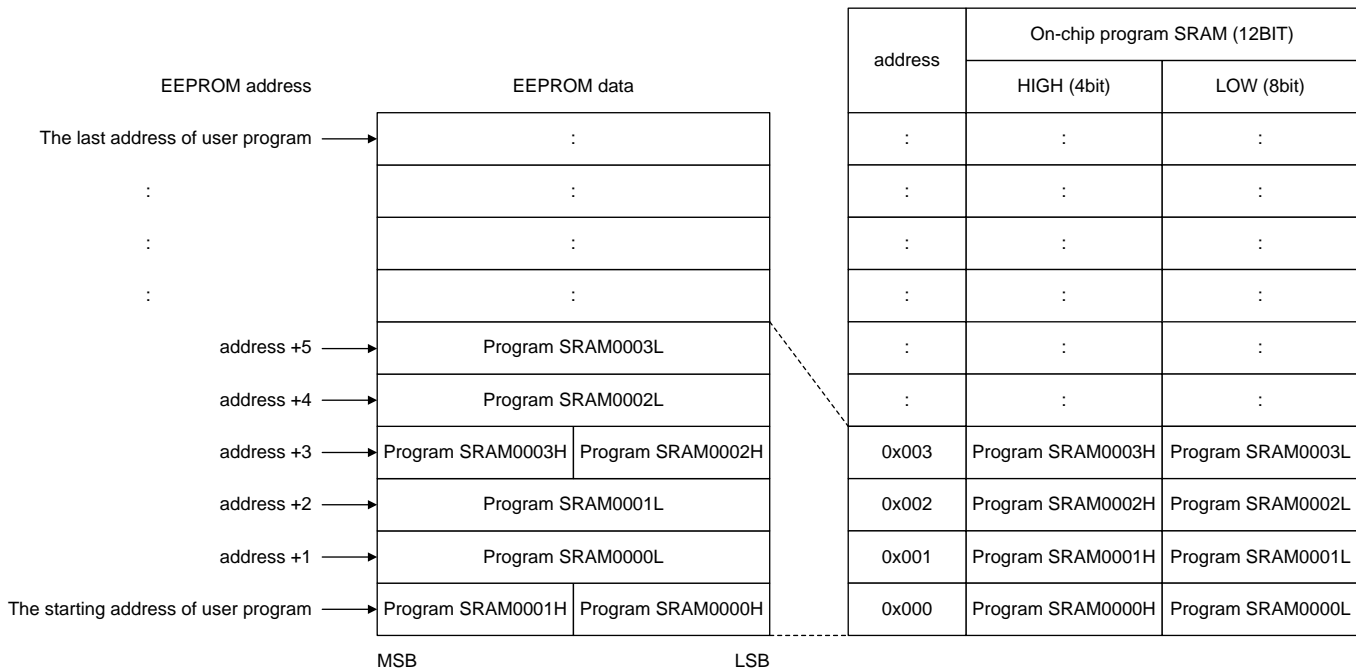 EEPROM address EEPROM data
The last address of user program :
: :
: :
: :
address +5 Program SRAM0003L
address +4 Program SRAM0002L
address +3 Program SRAM0003H Program SRAM0002H
address +2 Program SRAM0001L
address +1 Program SRAM0000L
The starting address of user program Program SRAM0001H Program SRAM0000H
MSB LSB
address On-chip program SRAM (12BIT)
HIGH (4bit) LOW (8bit)
: : :
: : :
: : :
: : :
: : :
: : :
0x003 Program SRAM0003H Program SRAM0003L
0x002 Program SRAM0002H Program SRAM0002L
0x001 Program SRAM0001H Program SRAM0001L
0x000 Program SRAM0000H Program SRAM0000L